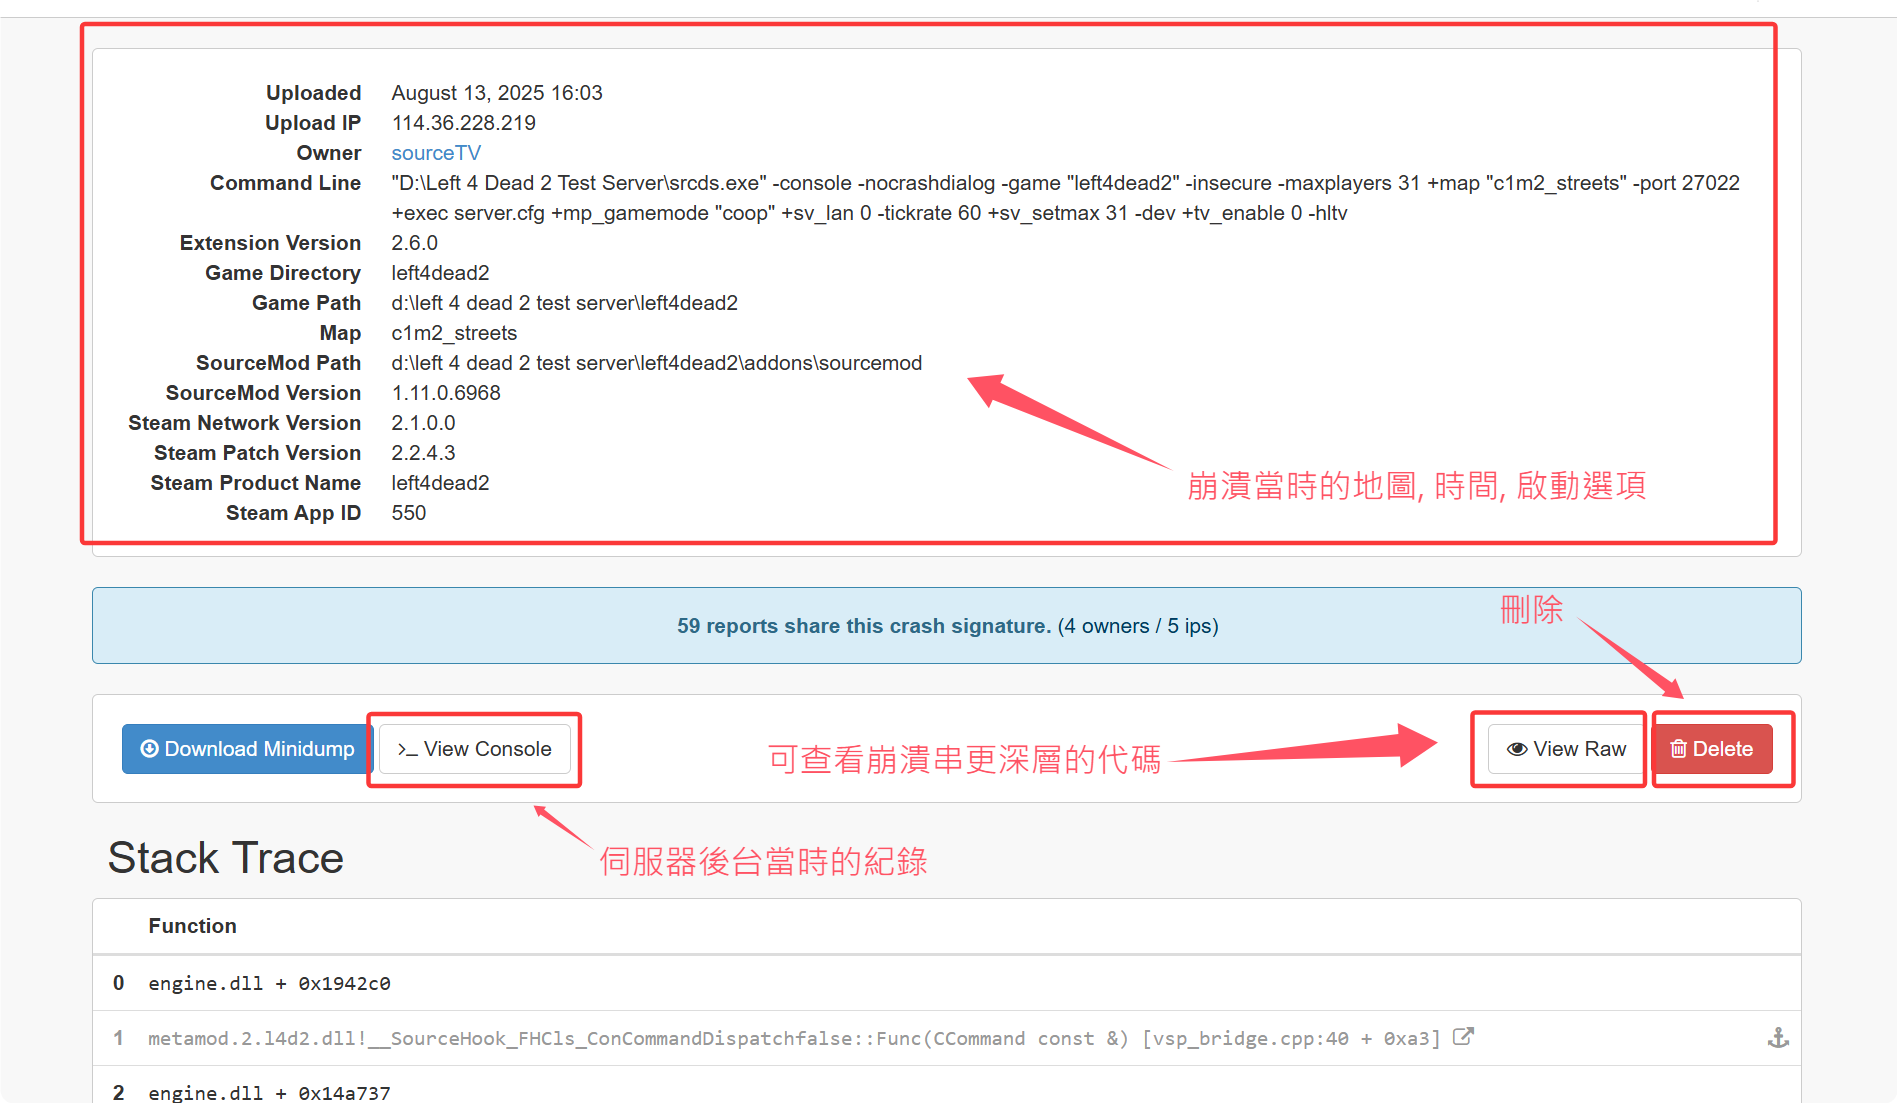 Uploaded August 13, 2025 16:03
Upload IP 114.36.228.219
Owner sourceTV
Command Line "D:\Left 4 Dead 2 Test Server\srcds.exe" -console -nocrashdialog -game "left4dead2" -insecure -maxplayers 31 +map "c1m2_streets" -port 27022
+exec server.cfg +mp_gamemode "coop" +sv_lan 0 -tickrate 60 +sv_setmax 31 -dev +tv_enable 0 -hltv
Extension Version 2.6.0
Game Directory left4dead2
Game Path d:\left 4 dead 2 test server\left4dead2
Map c1m2_streets
SourceMod Path d:\left 4 dead 2 test server\left4dead2\addons\sourcemod
SourceMod Version 1.11.0.6968
Steam Network Version 2.1.0.0
Steam Patch Version 2.2.4.3
Steam Product Name left4dead2
Steam App ID 550
崩潰當時的地圖, 時間, 啟動選項
59 reports share this crash signature. (4 owners / 5 ips)
刪除
Download Minidump
>_ View Console
可查看崩潰串更深層的代碼
View Raw
Delete
伺服器後台當時的紀錄
Stack Trace
Function
0 engine.dll + 0x1942c0
1 metamod.2.l4d2.dll!__SourceHook_FHCls_ConCommandDispatchfalse::Func(CCommand const &) [vsp_bridge.cpp:40 + 0xa3]
2 engine.dll + 0x14a737